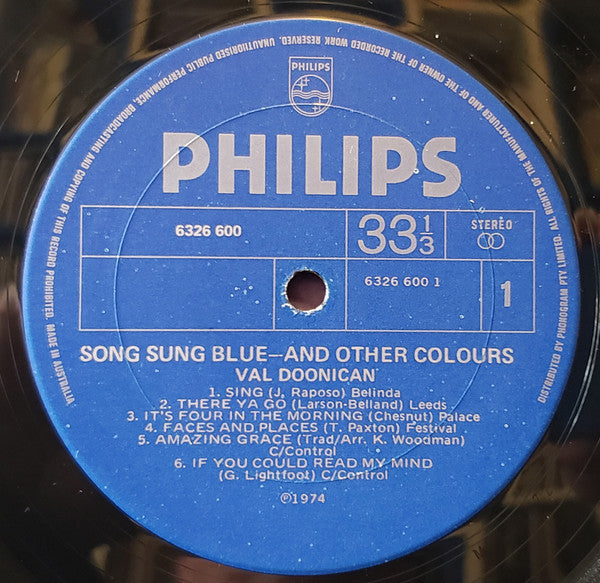 ALL RIGHTS OF THE MANUFACTURER AND OF THE OWNER OF THE RECORDED WORK RESERVED. UNAUTHORISED PUBLIC PERFORMANCE, BROADCASTING AND COPYING OF THIS RECORD PROHIBITED. MADE IN AUSTRALIA
DISTRIBUTED BY PHONOGRAM PTY LIMITED.
PHILIPS
PHILIPS
6326 600
33 1/3
STEREO
6326 600 1
1
SONG SUNG BLUE—AND OTHER COLOURS
VAL DOONICAN
1. SING (J. Raposo) Belinda
2. THERE YA GO (Larson-Belland) Leeds
3. IT'S FOUR IN THE MORNING (Chesnut) Palace
4. FACES AND PLACES (T. Paxton) Festival
5. AMAZING GRACE (Trad/Arr. K. Woodman)
C/Control
6. IF YOU COULD READ MY MIND
(G. Lightfoot) C/Control
℗1974